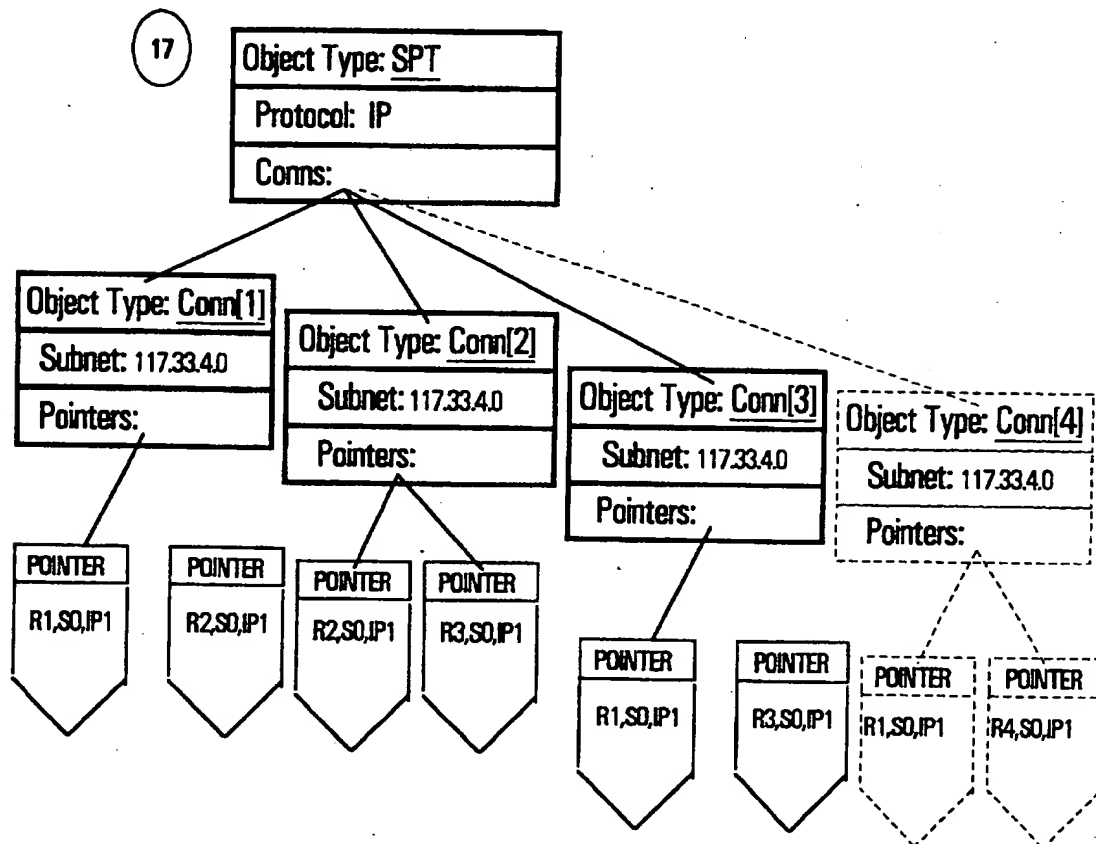 17
Object Type: SPT
Protocol: IP
Conns:
Object Type: Conn[1]
Subnet: 117.33.4.0
Pointers:
Object Type: Conn[2]
Subnet: 117.33.4.0
Pointers:
Object Type: Conn[3]
Subnet: 117.33.4.0
Pointers:
Object Type: Conn[4]
Subnet: 117.33.4.0
Pointers:
POINTER
R1,S0,IP1
POINTER
R2,S0,IP1
POINTER
R2,S0,IP1
POINTER
R3,S0,IP1
POINTER
R1,S0,IP1
POINTER
R3,S0,IP1
POINTER
R1,S0,IP1
POINTER
R4,S0,IP1